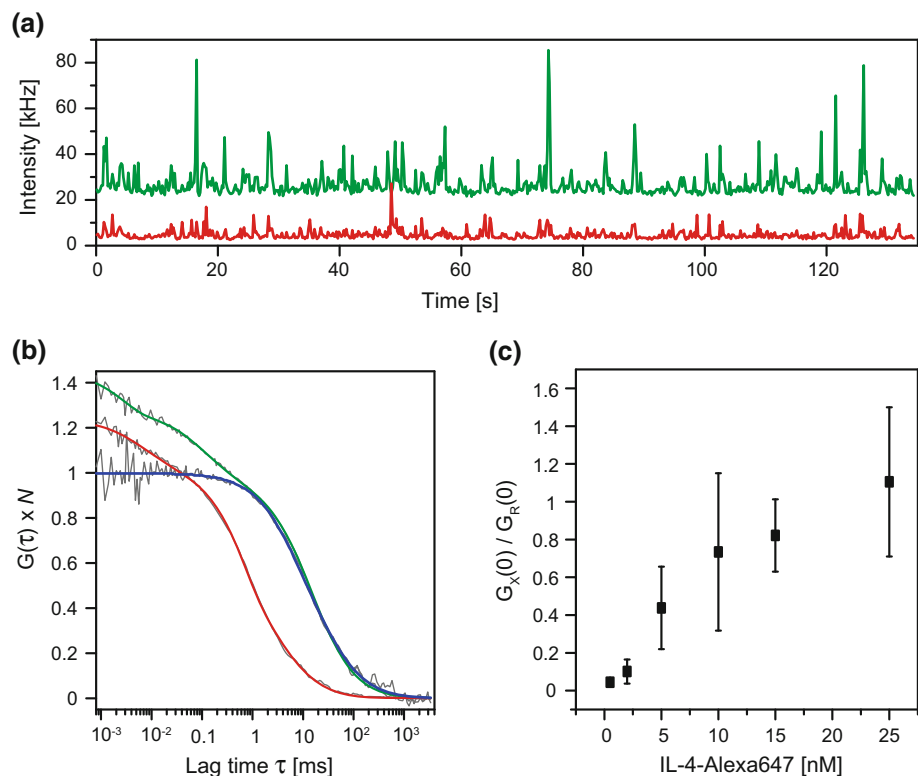 (a)
80
60
40
20
0
Intensity [kHz]
0 20 40 60 80 100 120
Time [s]
(b)
1.4
1.2
1
0.8
0.6
0.4
0.2
0
G(τ) x N
10⁻³ 10⁻² 0.1 1 10 10² 10³
Lag time τ [ms]
(c)
1.6
1.4
1.2
1
0.8
0.6
0.4
0.2
0
G_X(0) / G_R(0)
0 5 10 15 20 25
IL-4-Alexa647 [nM]